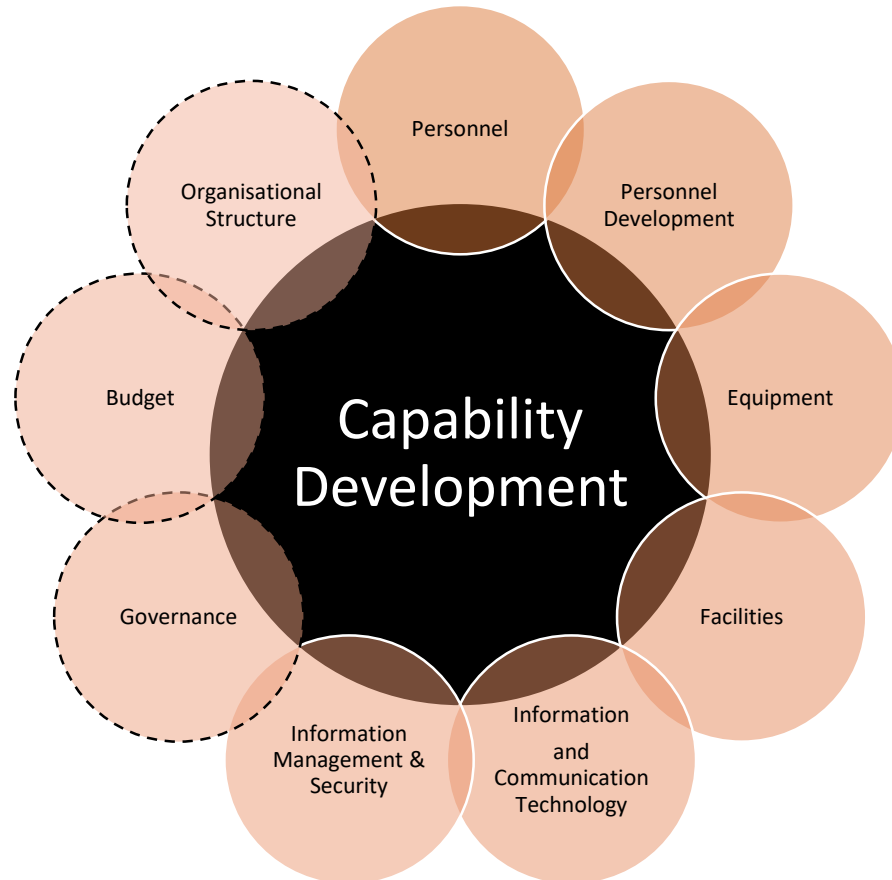 Personnel
Personnel
Development
Equipment
Facilities
Information
and
Communication
Technology
Information
Management &
Security
Governance
Budget
Organisational
Structure
Capability
Development